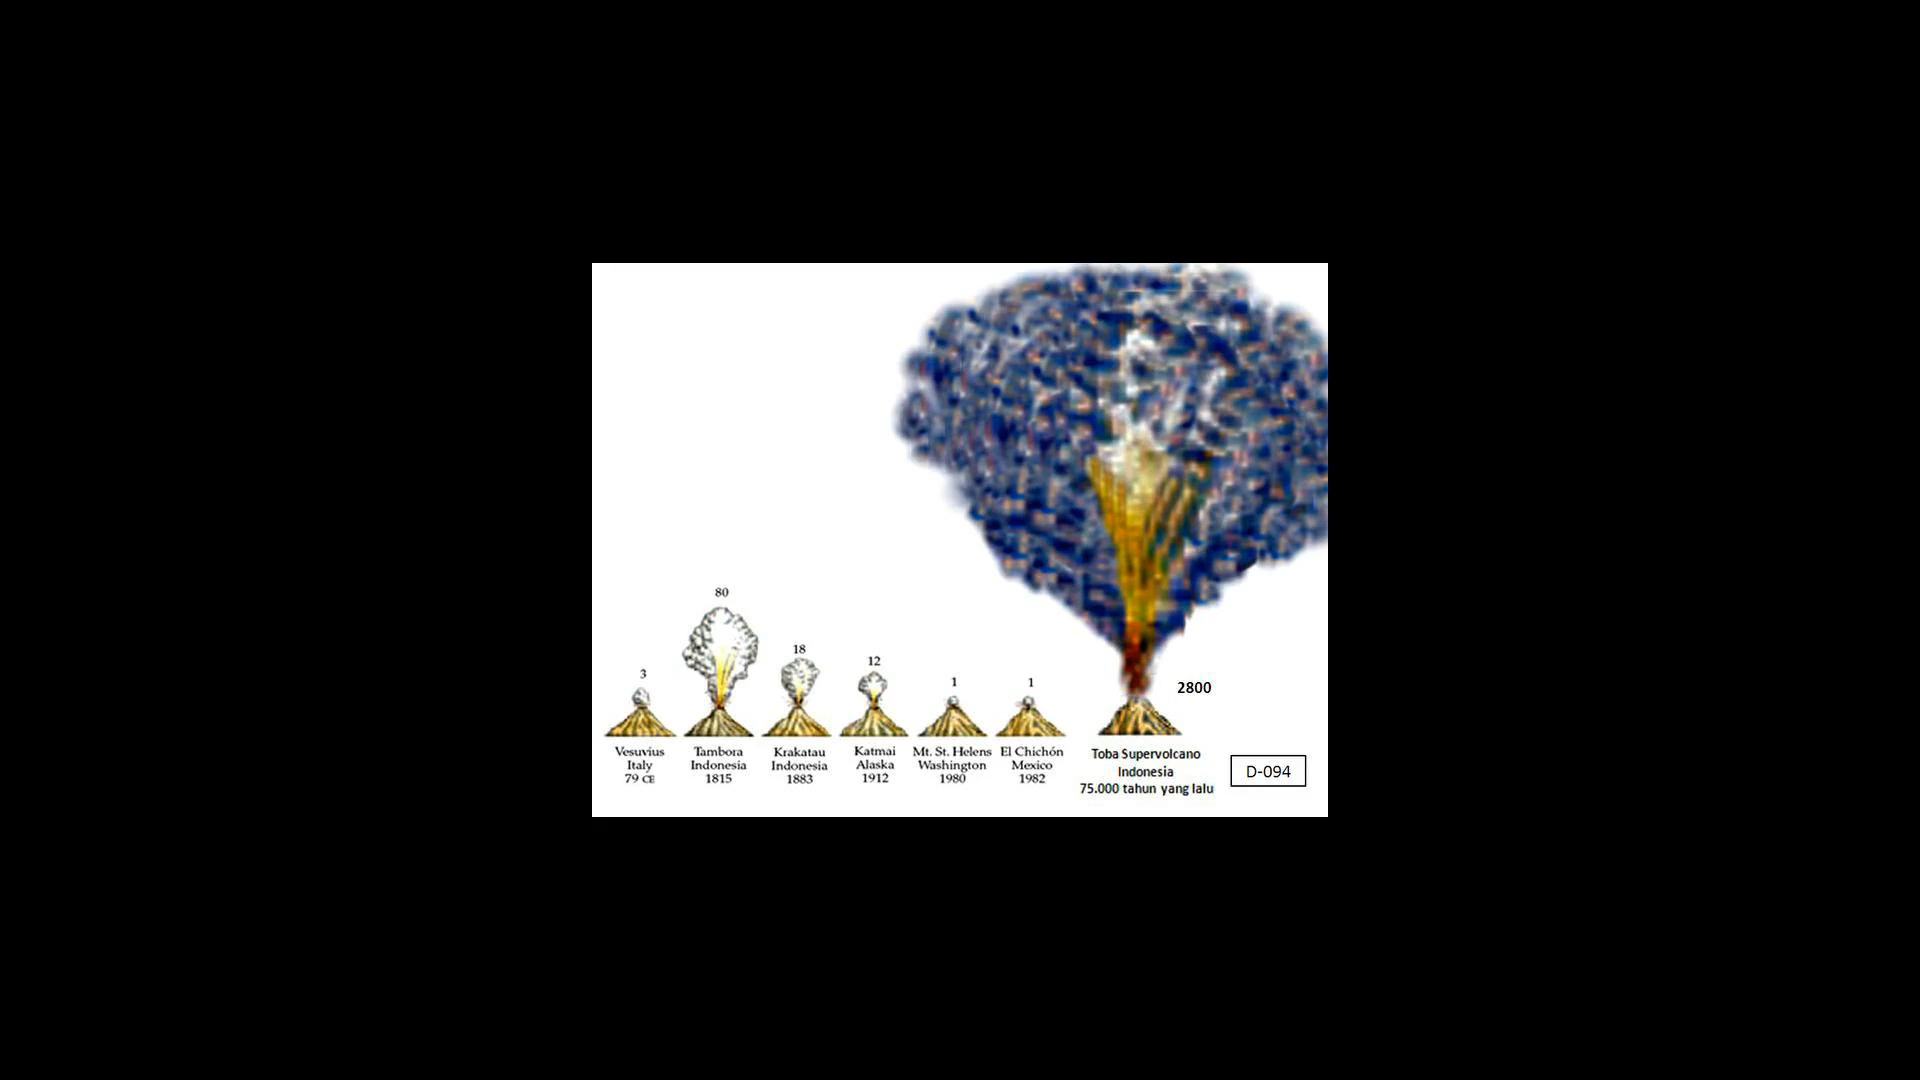 80
18
12
3
1
1
2800
Vesuvius
Italy
79 CE
Tambora
Indonesia
1815
Krakatau
Indonesia
1883
Katmai
Alaska
1912
Mt. St. Helens
Washington
1980
El Chichón
Mexico
1982
Toba Supervolcano
Indonesia
75.000 tahun yang lalu
D-094